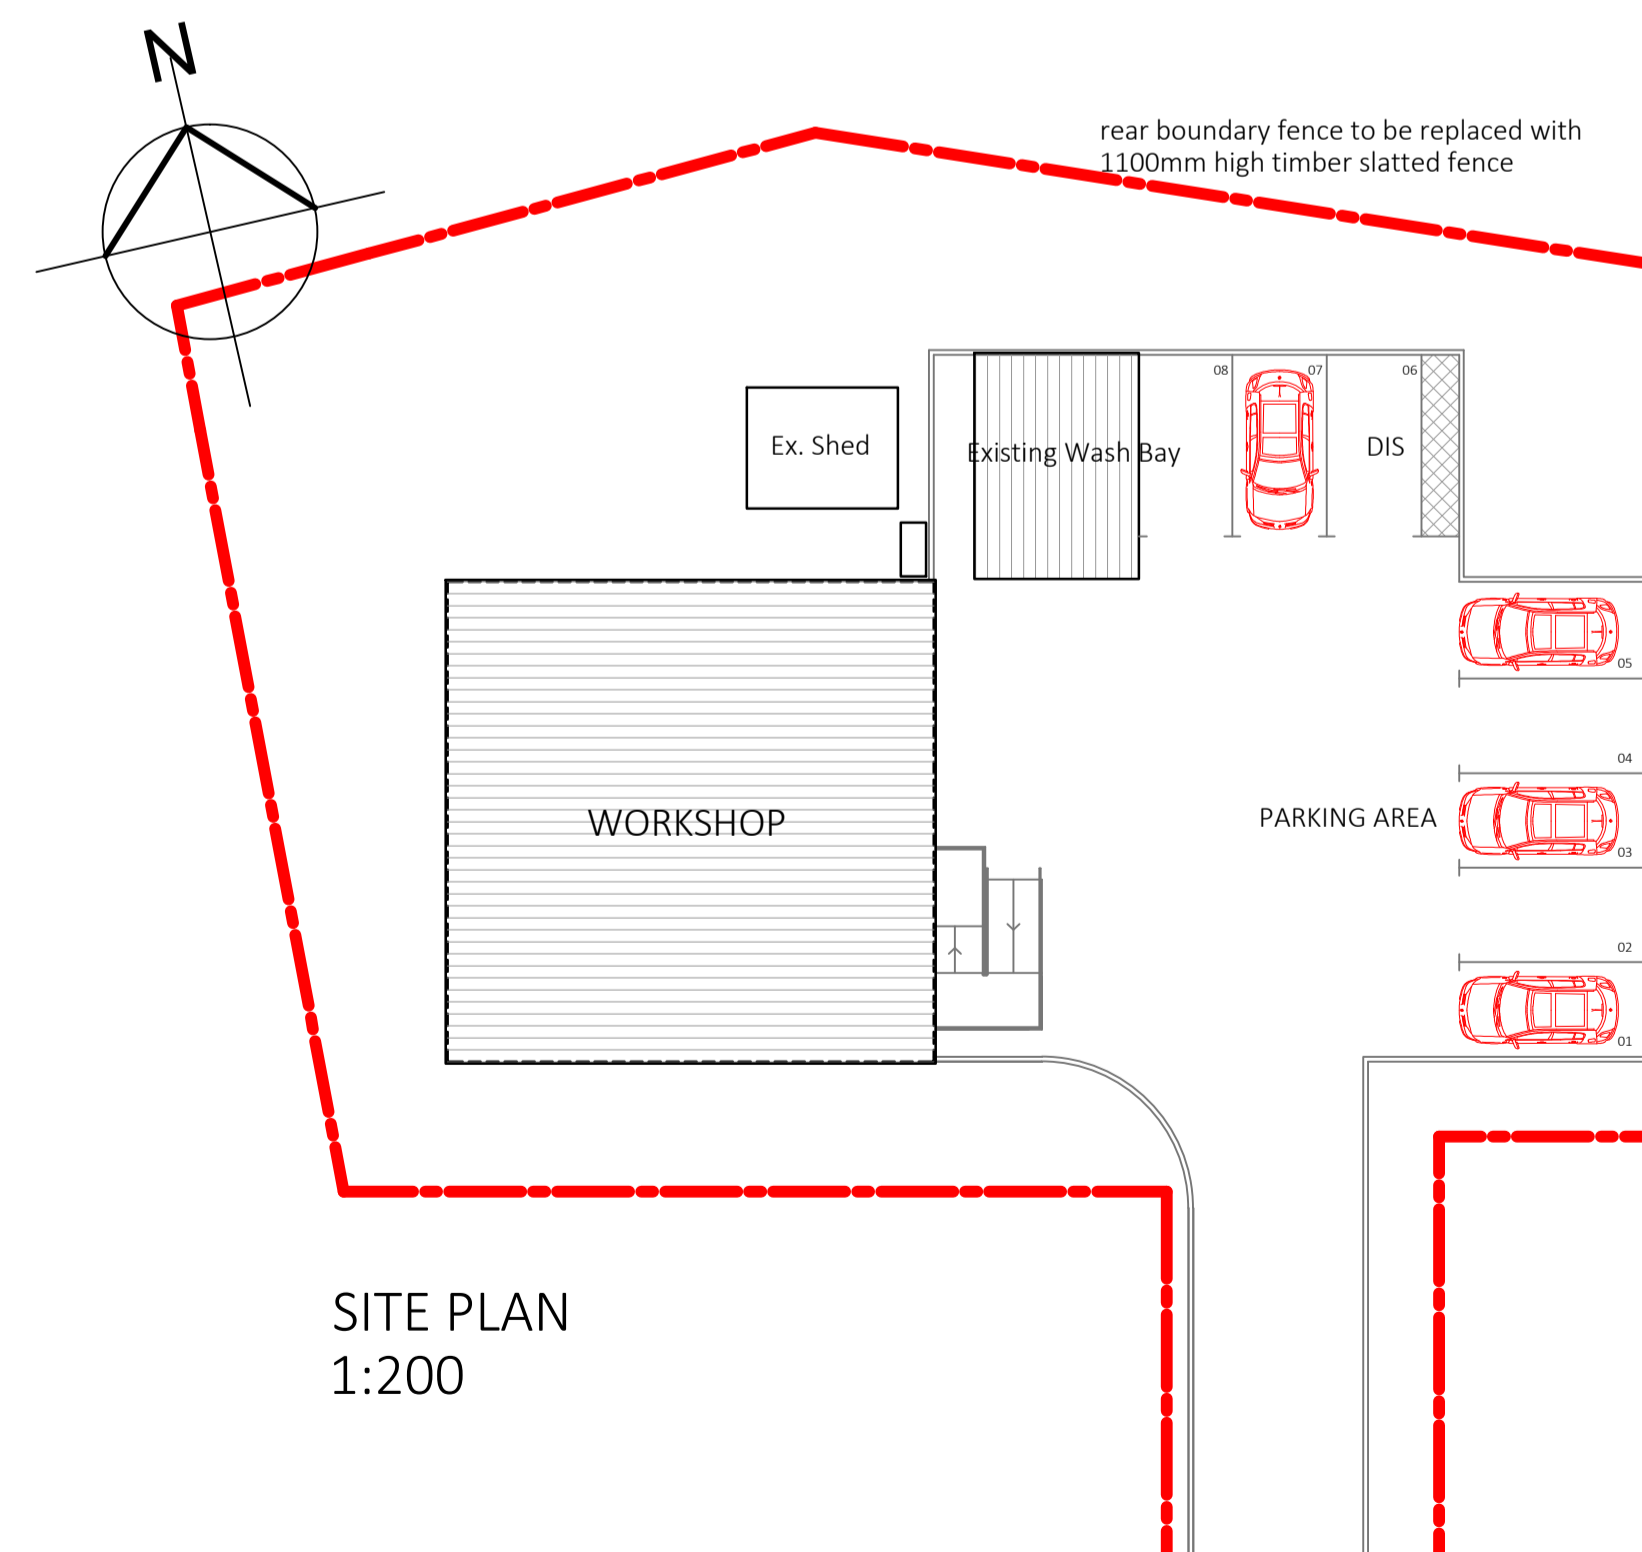 N
rear boundary fence to be replaced with
1100mm high timber slatted fence
08
07
06
Ex. Shed
Existing Wash Bay
DIS
05
04
WORKSHOP
PARKING AREA
03
02
01
SITE PLAN
1:200